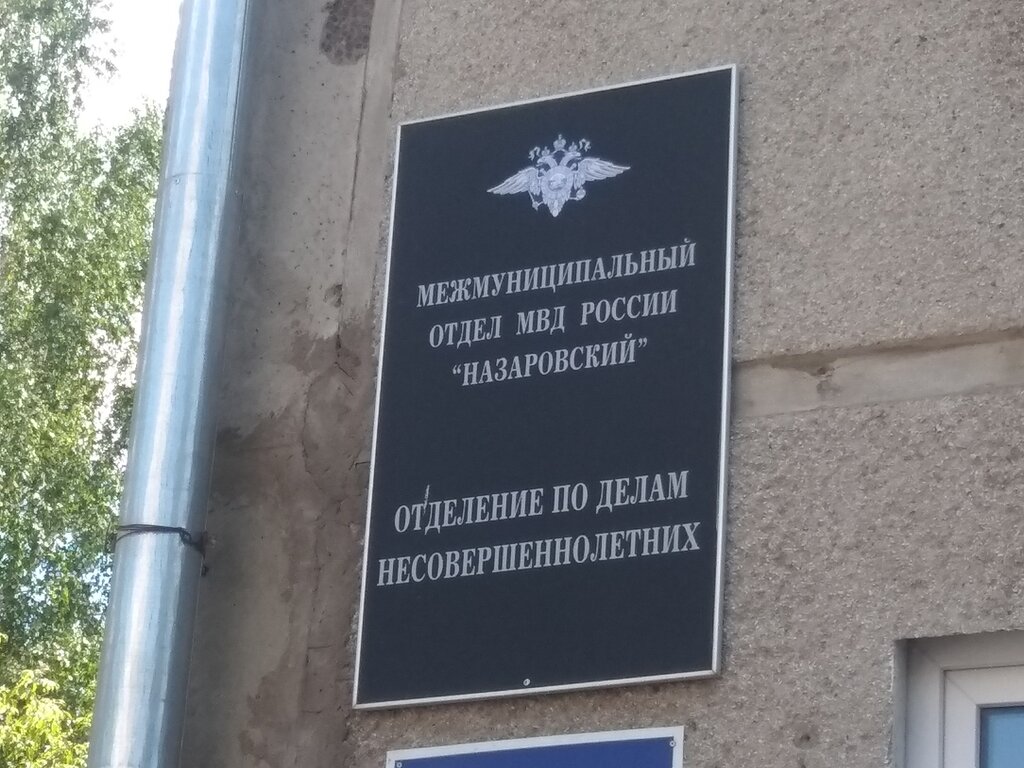 МЕЖМУНИЦИПАЛЬНЫЙ
ОТДЕЛ МВД РОССИИ
“НАЗАРОВСКИЙ”
ОТДЕЛЕНИЕ ПО ДЕЛАМ
НЕСОВЕРШЕННОЛЕТНИХ